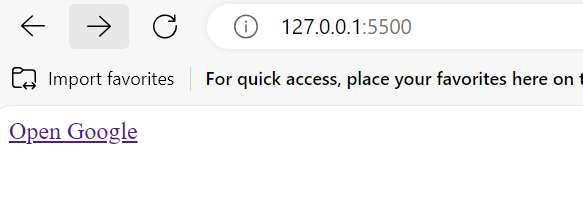 127.0.0.1:5500
Import favorites For quick access, place your favorites here on
Open Google